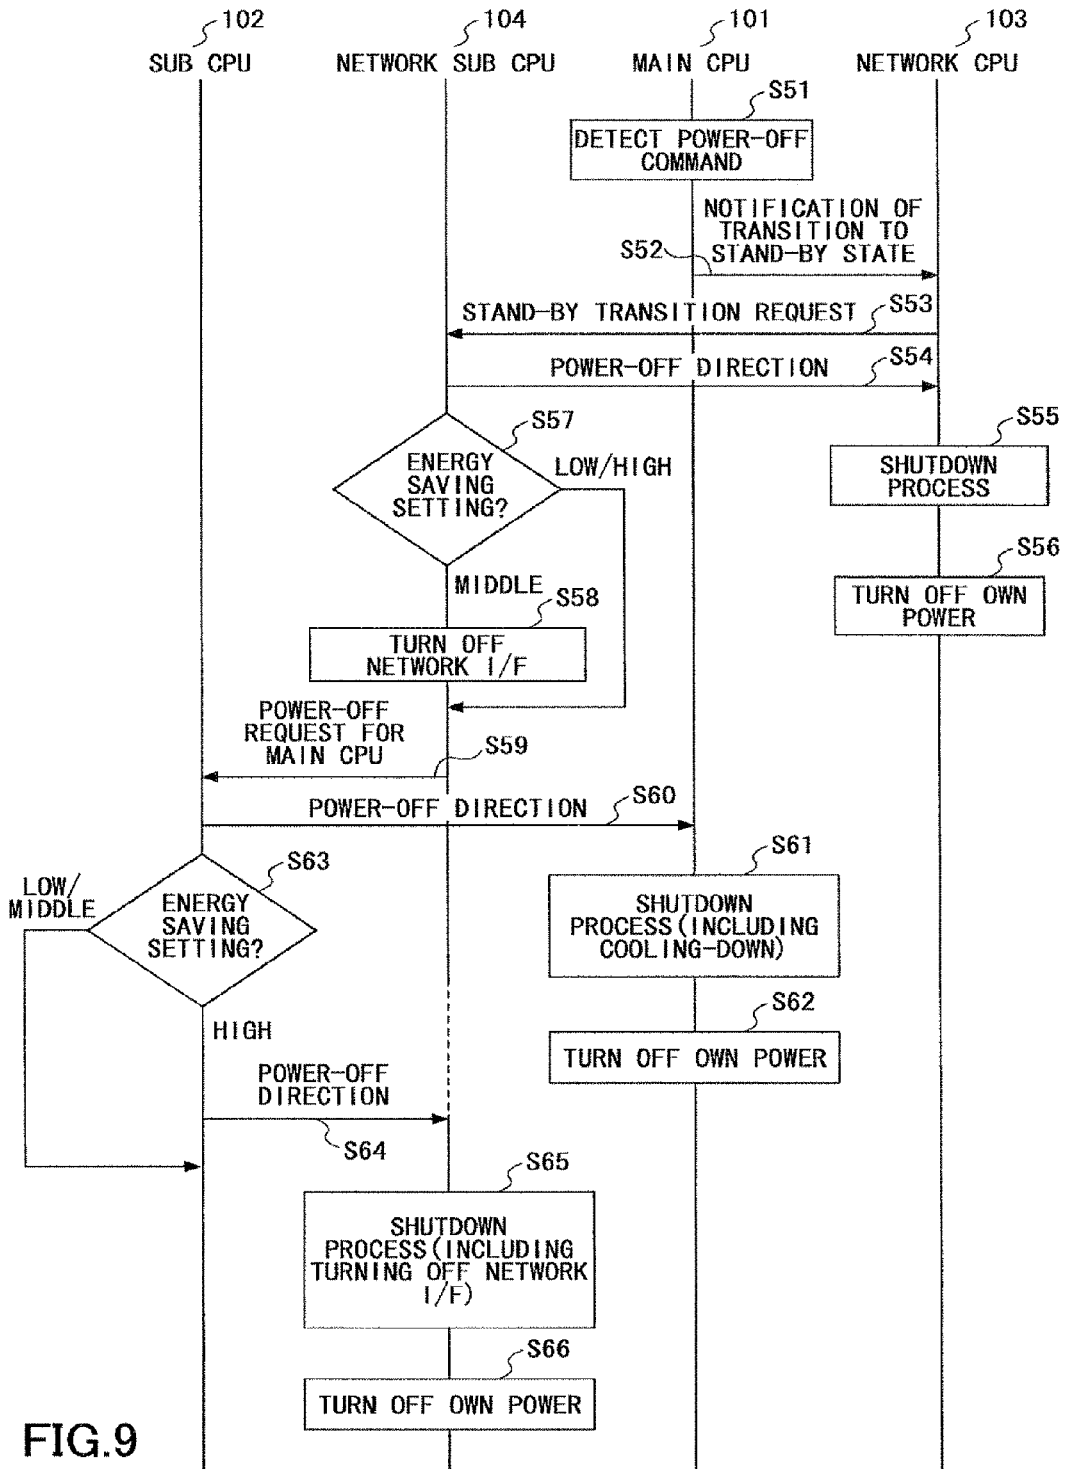 102
104
101
103
SUB CPU
NETWORK SUB CPU
MAIN CPU
NETWORK CPU
S51
DETECT POWER-OFF
COMMAND
NOTIFICATION OF
TRANSITION TO
STAND-BY STATE
S52
STAND-BY TRANSITION REQUEST
S53
POWER-OFF DIRECTION
S54
S57
ENERGY
SAVING
SETTING?
LOW/HIGH
S55
SHUTDOWN
PROCESS
S56
TURN OFF OWN
POWER
MIDDLE
S58
TURN OFF
NETWORK I/F
POWER-OFF
REQUEST FOR
MAIN CPU
S59
POWER-OFF DIRECTION
S60
S63
LOW/
MIDDLE
ENERGY
SAVING
SETTING?
S61
SHUTDOWN
PROCESS(INCLUDING
COOLING-DOWN)
HIGH
S62
TURN OFF OWN POWER
POWER-OFF
DIRECTION
S64
S65
SHUTDOWN
PROCESS(INCLUDING
TURNING OFF NETWORK
I/F)
S66
TURN OFF OWN POWER
FIG.9